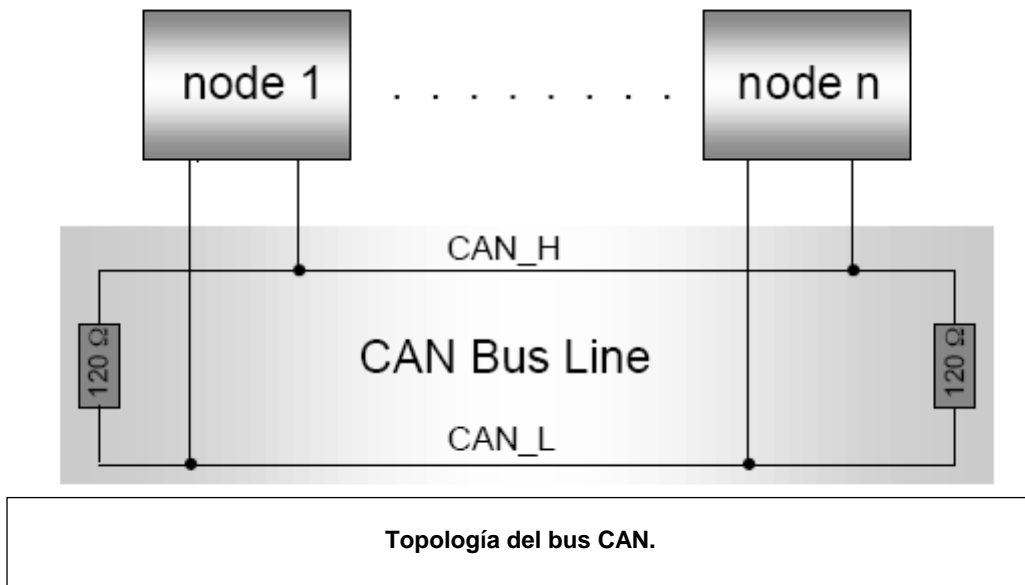 node 1
. . . . . . . .
node n
CAN_H
120 Ω
CAN Bus Line
120 Ω
CAN_L
Topología del bus CAN.